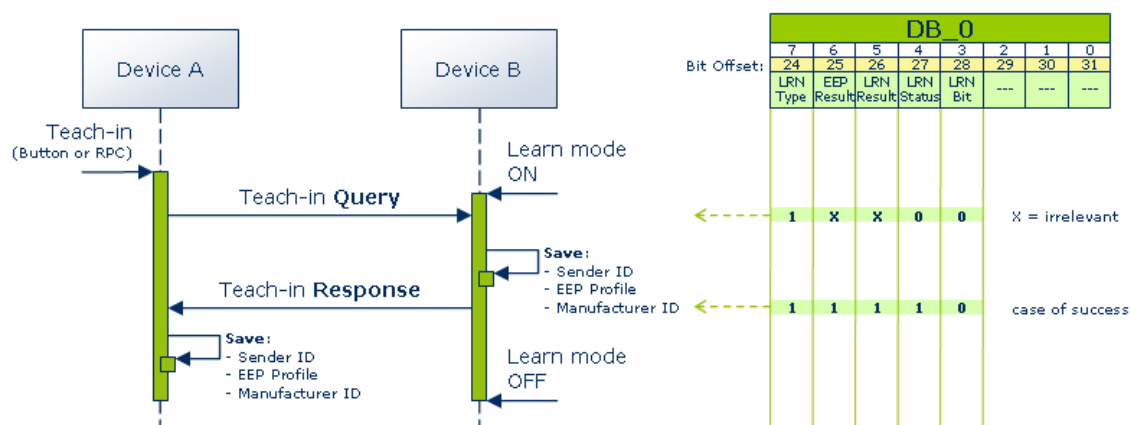 Device A
Device B
Teach-in
(Button or RPC)
Learn mode
ON
Teach-in Query
Save:
- Sender ID
- EEP Profile
- Manufacturer ID
Teach-in Response
Save:
- Sender ID
- EEP Profile
- Manufacturer ID
Learn mode
OFF
DB_0
7 6 5 4 3 2 1 0
Bit Offset: 24 25 26 27 28 29 30 31
LRN EEP LRN LRN LRN --- --- ---
Type Result Result Status Bit
1 X X 0 0 X = irrelevant
1 1 1 1 0 case of success